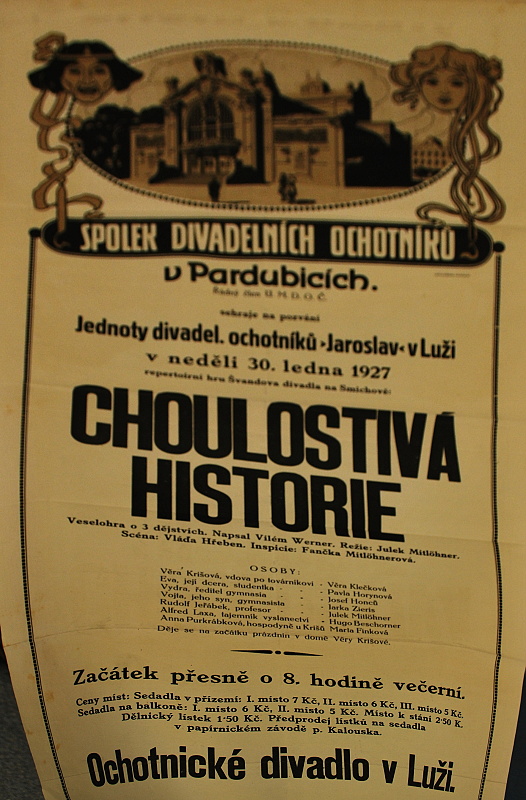 SPOLEK DIVADELNÍCH OCHOTNÍKŮ
v Pardubicích.
Řádný člen Ú. M. D. O. Č.
sehraje na pozvání
Jednoty divadel. ochotníků ›Jaroslav‹ v Luži
v neděli 30. ledna 1927
repertoirní hru Švandova divadla na Smíchově:
CHOULOSTIVÁ
HISTORIE
Veselohra o 3 dějstvích. Napsal Vilém Werner. Režie: Julek Mitlöhner.
Scéna: Vláďa Hřeben. Inspicie: Fančka Mitlöhnerová.
OSOBY:
Věra Krišová, vdova po továrníkovi - Věra Klečková
Eva, její dcera, studentka - - - Pavla Horynová
Vydra, ředitel gymnasia - - - Josef Honců
Vojta, jeho syn, gymnasista - - Jarka Zieris
Rudolf Jeřábek, profesor - - - Julek Mitlöhner
Alfred Laxa, tajemník vyslanectví - Hugo Beschorner
Anna Purkrábková, hospodyně u Krišů Maria Finková
Děje se na začátku prázdnin v domě Věry Krišové.
Začátek přesně o 8. hodině večerní.
Ceny míst: Sedadla v přízemí: I. místo 7 Kč, II. místo 6 Kč, III. místo 5 Kč.
Sedadla na balkoně: I. místo 6 Kč, II. místo 5 Kč. Místo k stání 2·50 K.
Dělnický lístek 1·50 Kč. Předprodej lístků na sedadla
v papírnickém závodě p. Kalouska.
Ochotnické divadlo v Luži.